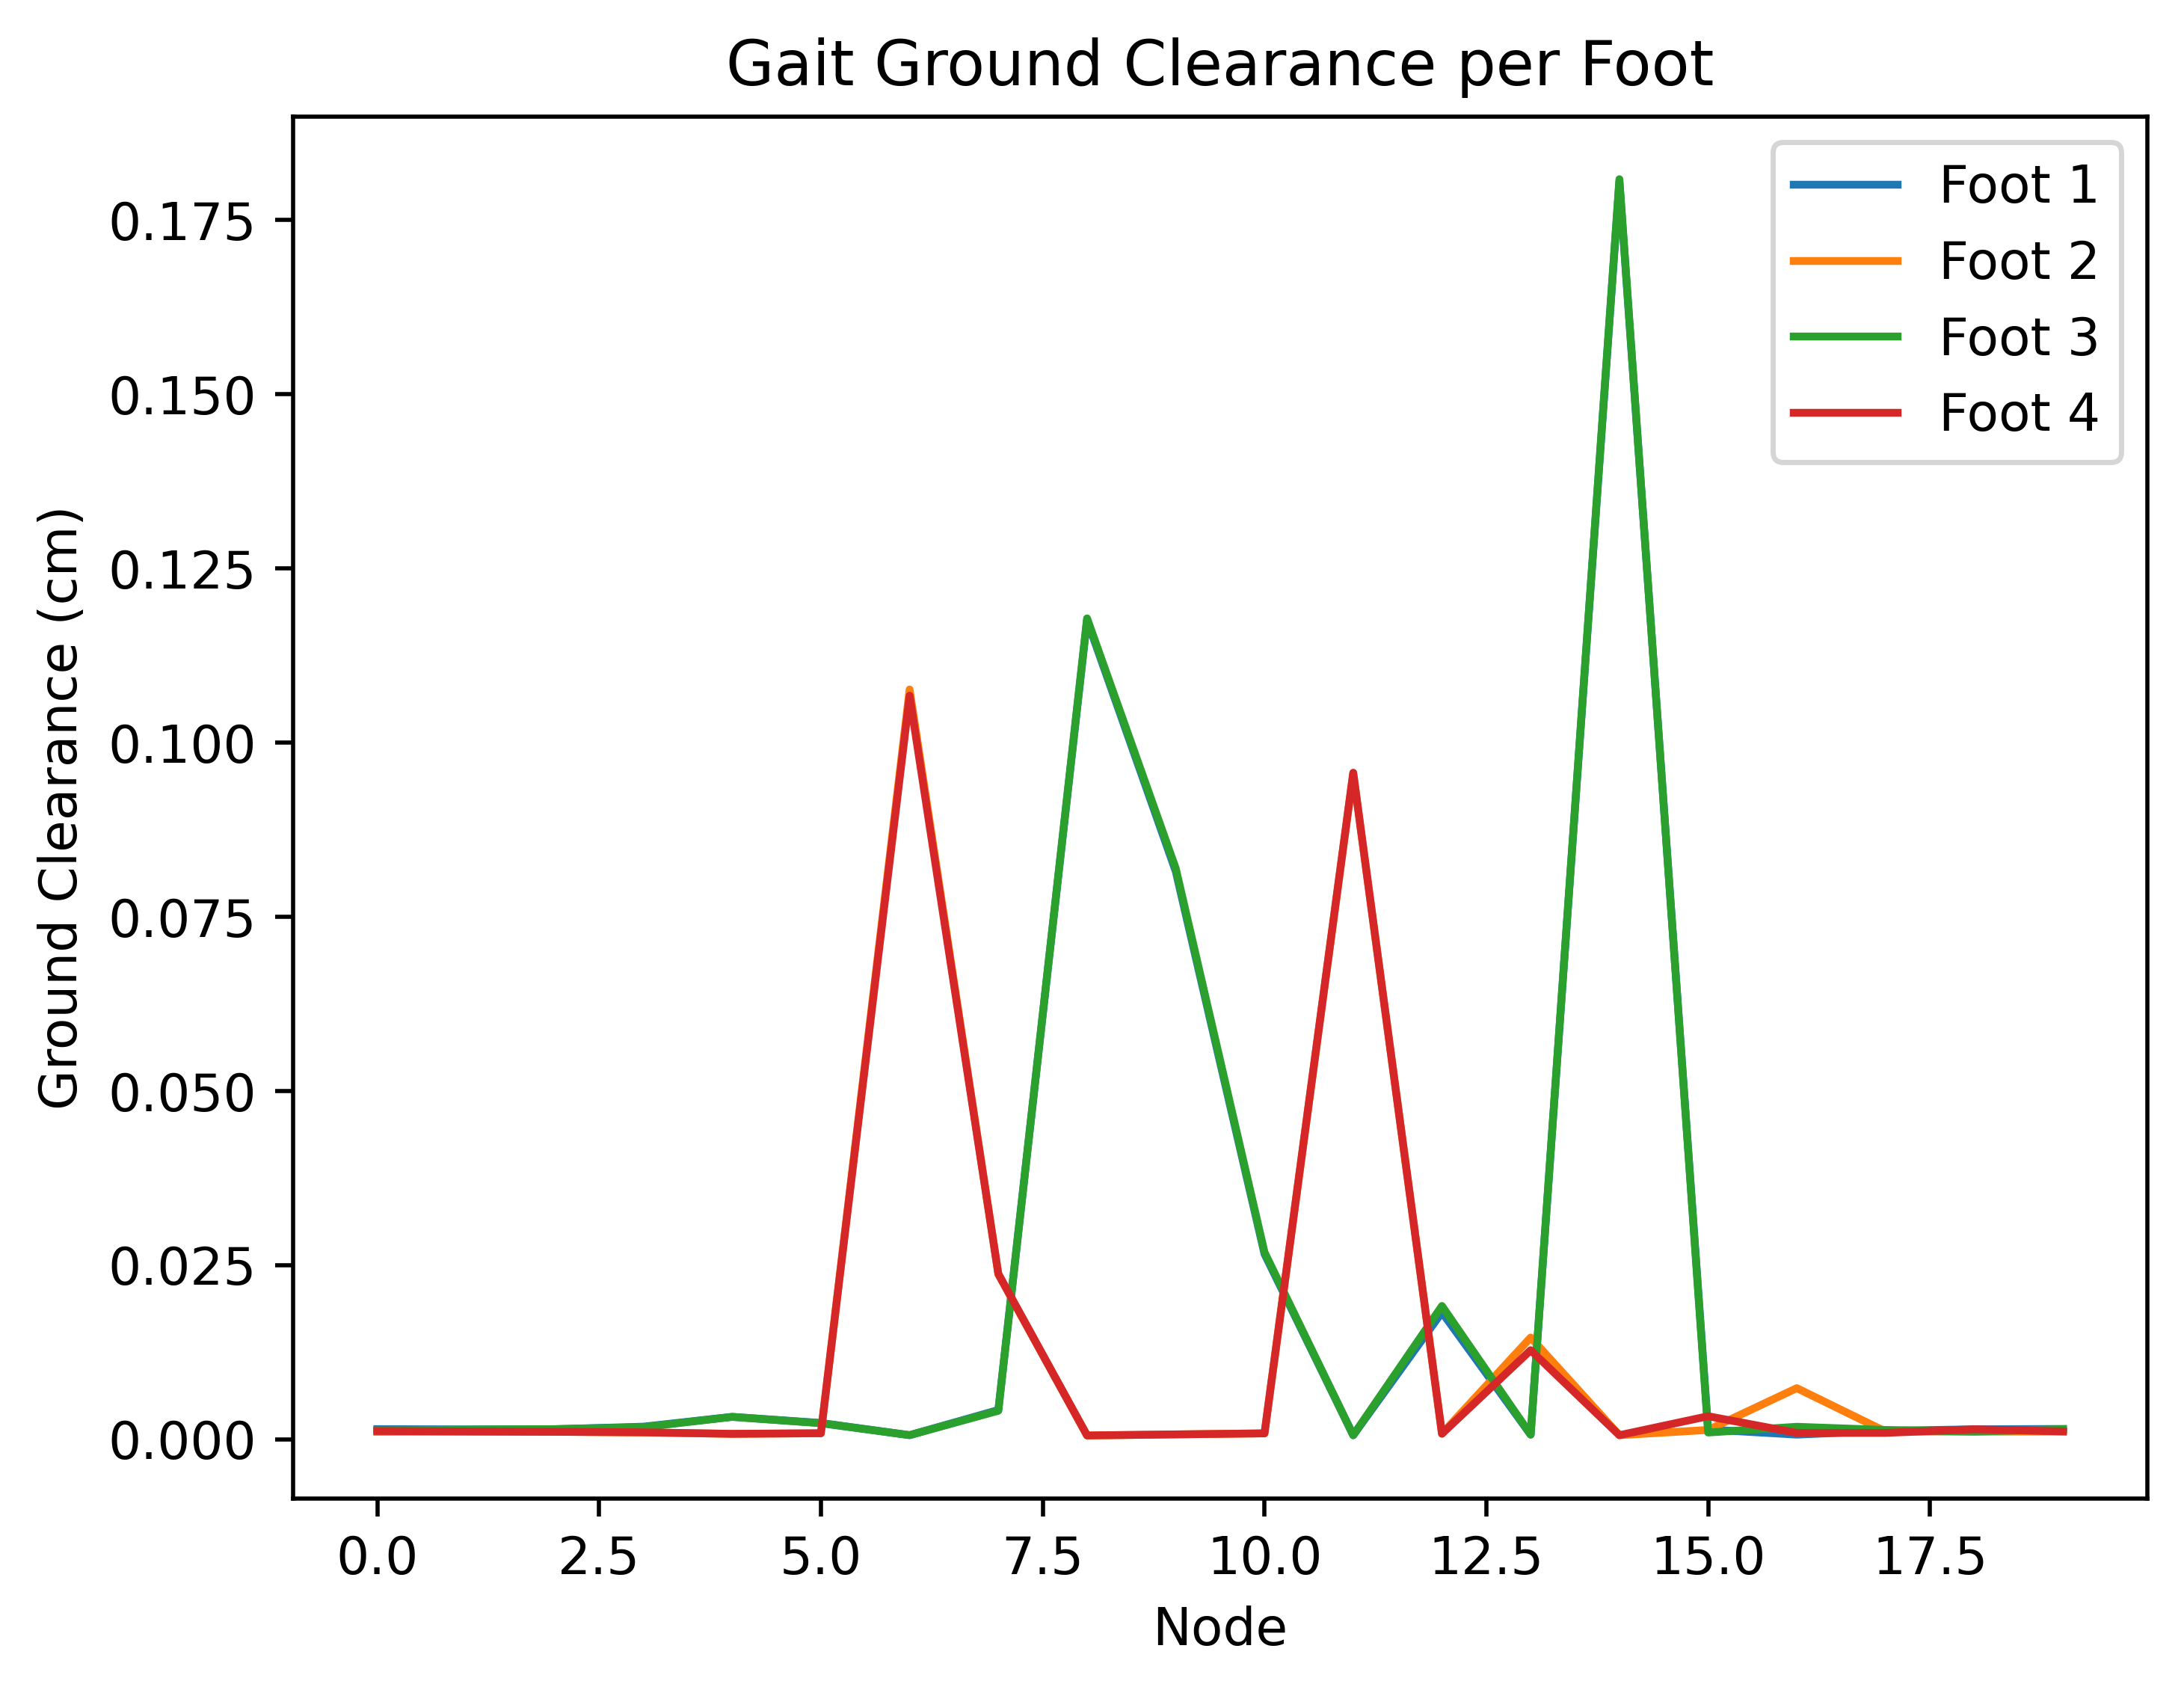 Gait Ground Clearance per Foot
Foot 1
Foot 2
Foot 3
Foot 4
Ground Clearance (cm)
0.175
0.150
0.125
0.100
0.075
0.050
0.025
0.000
0.0 2.5 5.0 7.5 10.0 12.5 15.0 17.5
Node